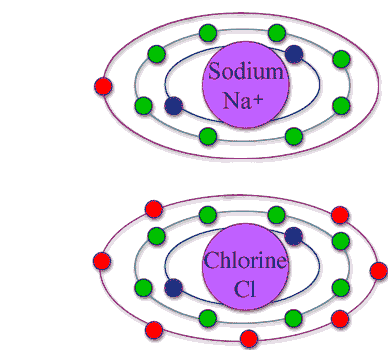 Sodium
Na+
Chlorine
Cl